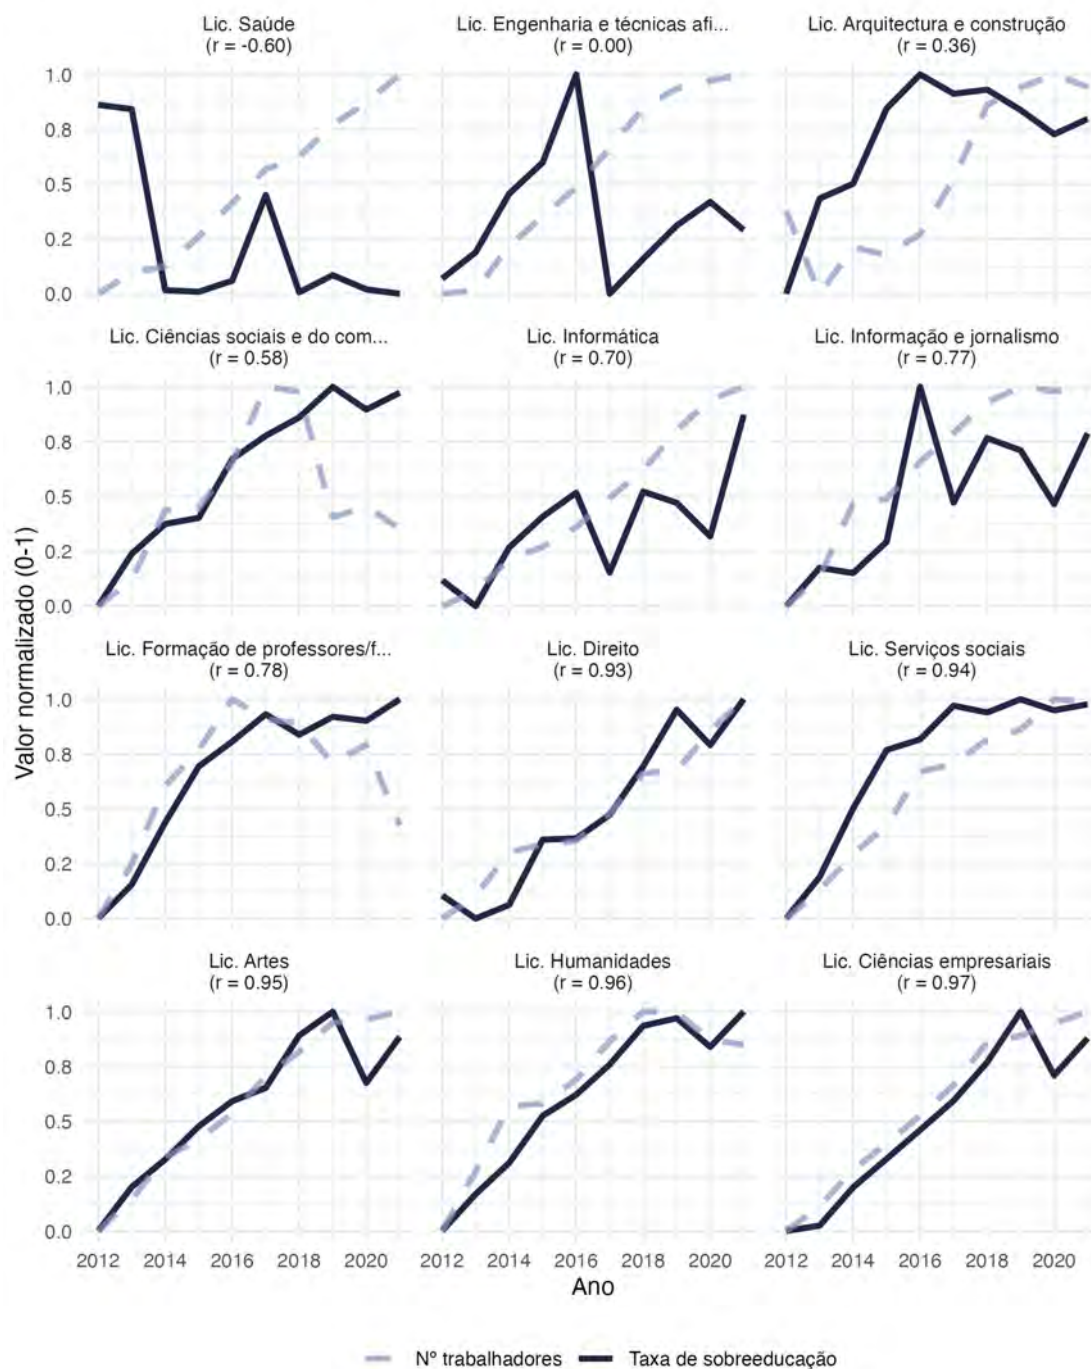 Lic. Saúde
(r = -0.60)
Lic. Engenharia e técnicas afi...
(r = 0.00)
Lic. Arquitectura e construção
(r = 0.36)
1.0
0.8
0.5
0.2
0.0
Lic. Ciências sociais e do com...
(r = 0.58)
Lic. Informática
(r = 0.70)
Lic. Informação e jornalismo
(r = 0.77)
1.0
0.8
0.5
0.2
0.0
Valor normalizado (0-1)
Lic. Formação de professores/f...
(r = 0.78)
Lic. Direito
(r = 0.93)
Lic. Serviços sociais
(r = 0.94)
1.0
0.8
0.5
0.2
0.0
Lic. Artes
(r = 0.95)
Lic. Humanidades
(r = 0.96)
Lic. Ciências empresariais
(r = 0.97)
1.0
0.8
0.5
0.2
0.0
2012 2014 2016 2018 2020
2012 2014 2016 2018 2020
2012 2014 2016 2018 2020
Ano
Nº trabalhadores Taxa de sobreeducação